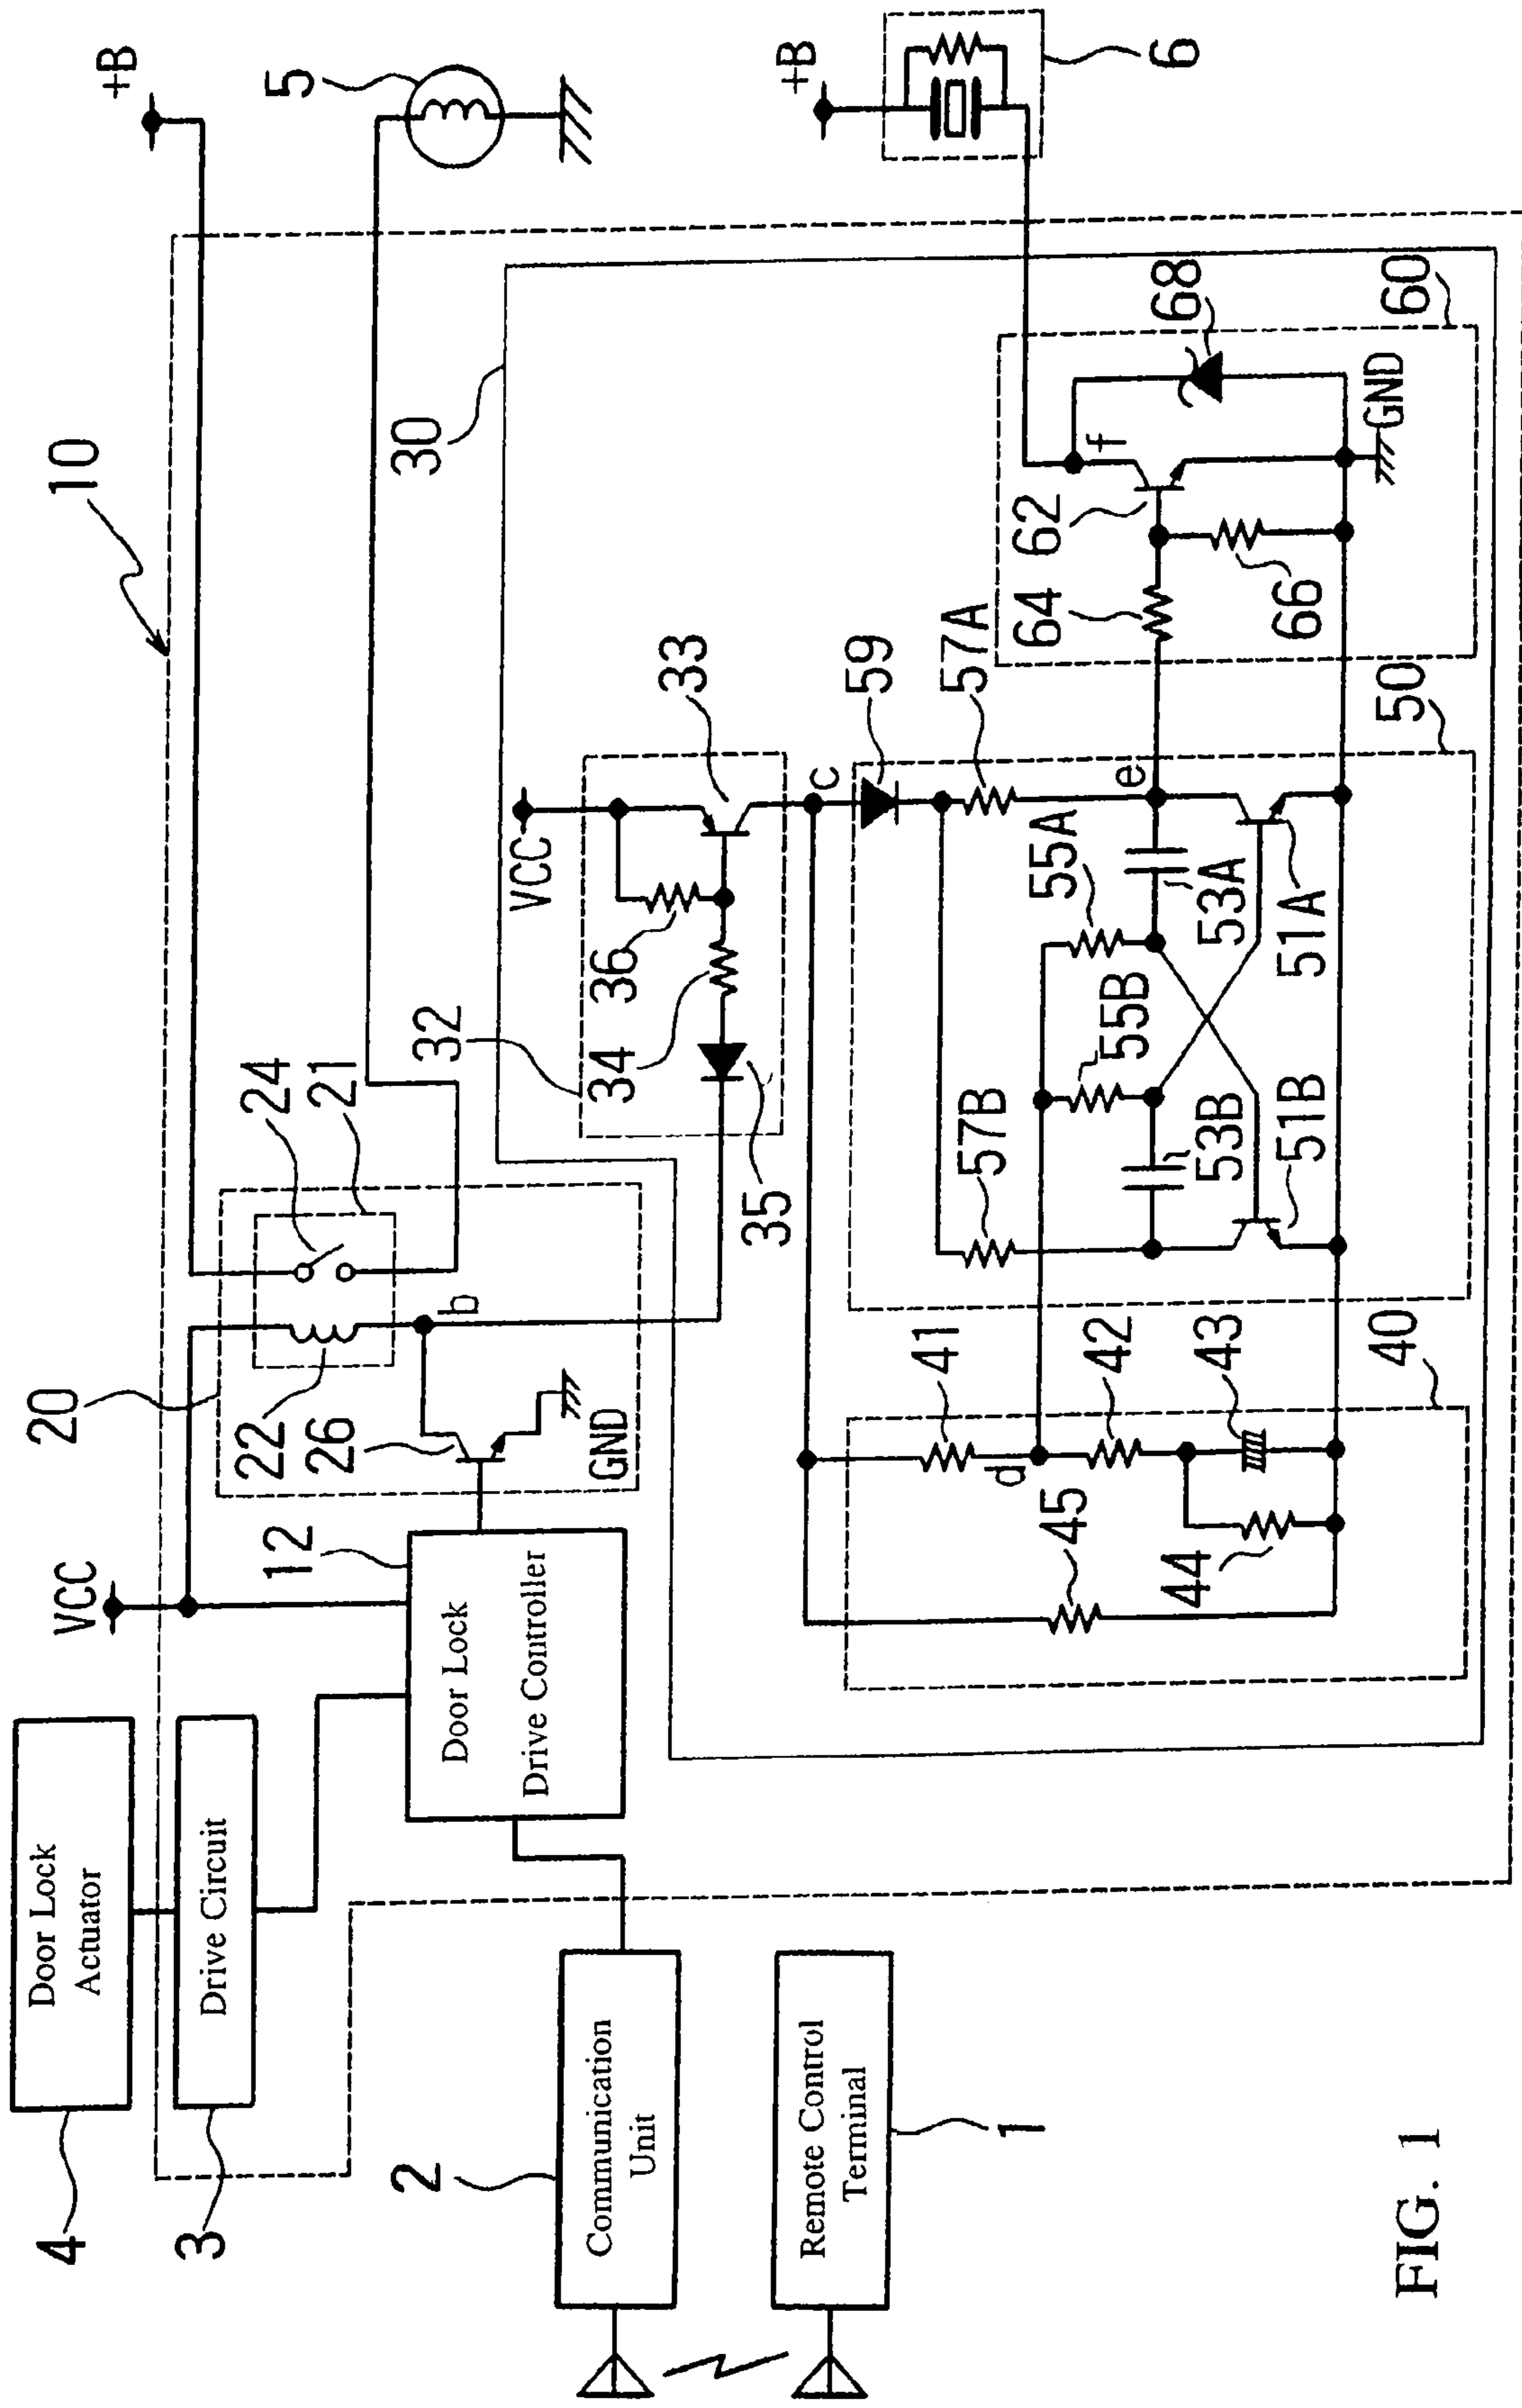 10
+B
5
+B
6
VCC
20
24
21
22
26
b
GND
12
Door Lock
Drive Controller
4
Door Lock
Actuator
3
Drive Circuit
2
Communication
Unit
Remote Control
Terminal
1
30
32
VCC
33
36
34
35
c
59
57A
e
55A
55B
53A
51A
57B
53B
51B
50
41
d
42
43
45
44
40
60
62
f
68
64
66
GND
FIG. 1